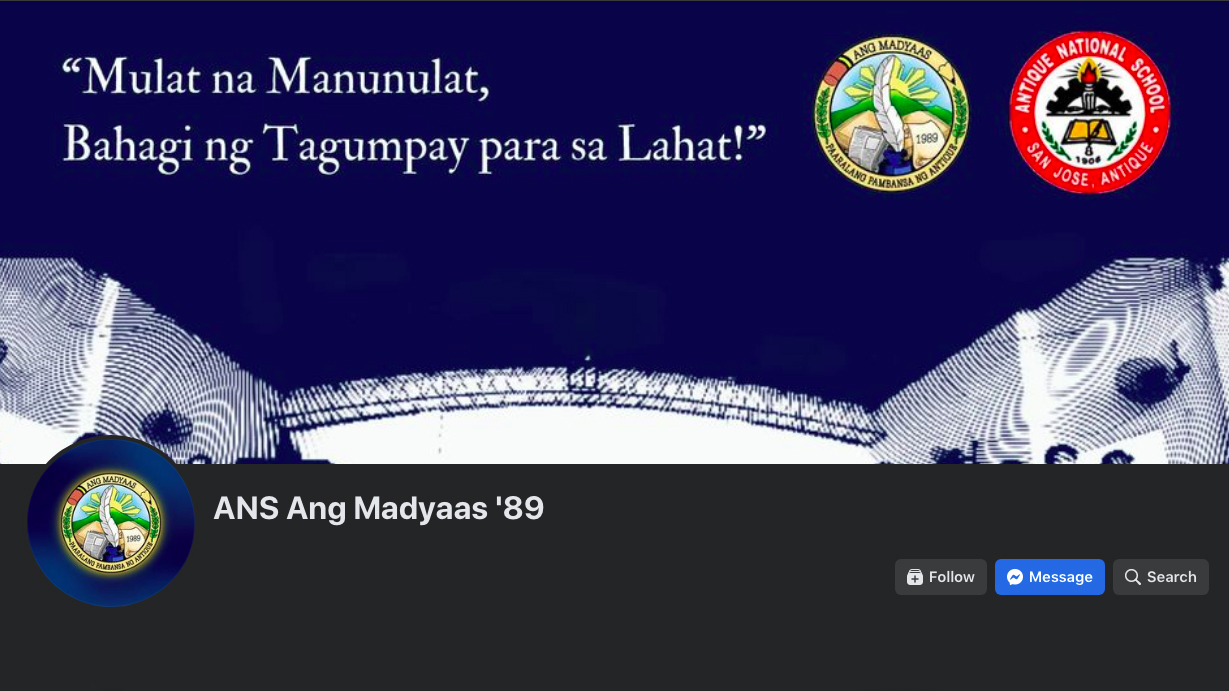 “Mulat na Manunulat,
Bahagi ng Tagumpay para sa Lahat!”
ANG MADYAAS
1989
PAARALANG PAMBANSA NG ANTIQUE
ANTIQUE NATIONAL SCHOOL
1906
SAN JOSE, ANTIQUE
ANG MADYAAS
1989
PAARALANG PAMBANSA NG ANTIQUE
ANS Ang Madyaas '89
Follow
Message
Search